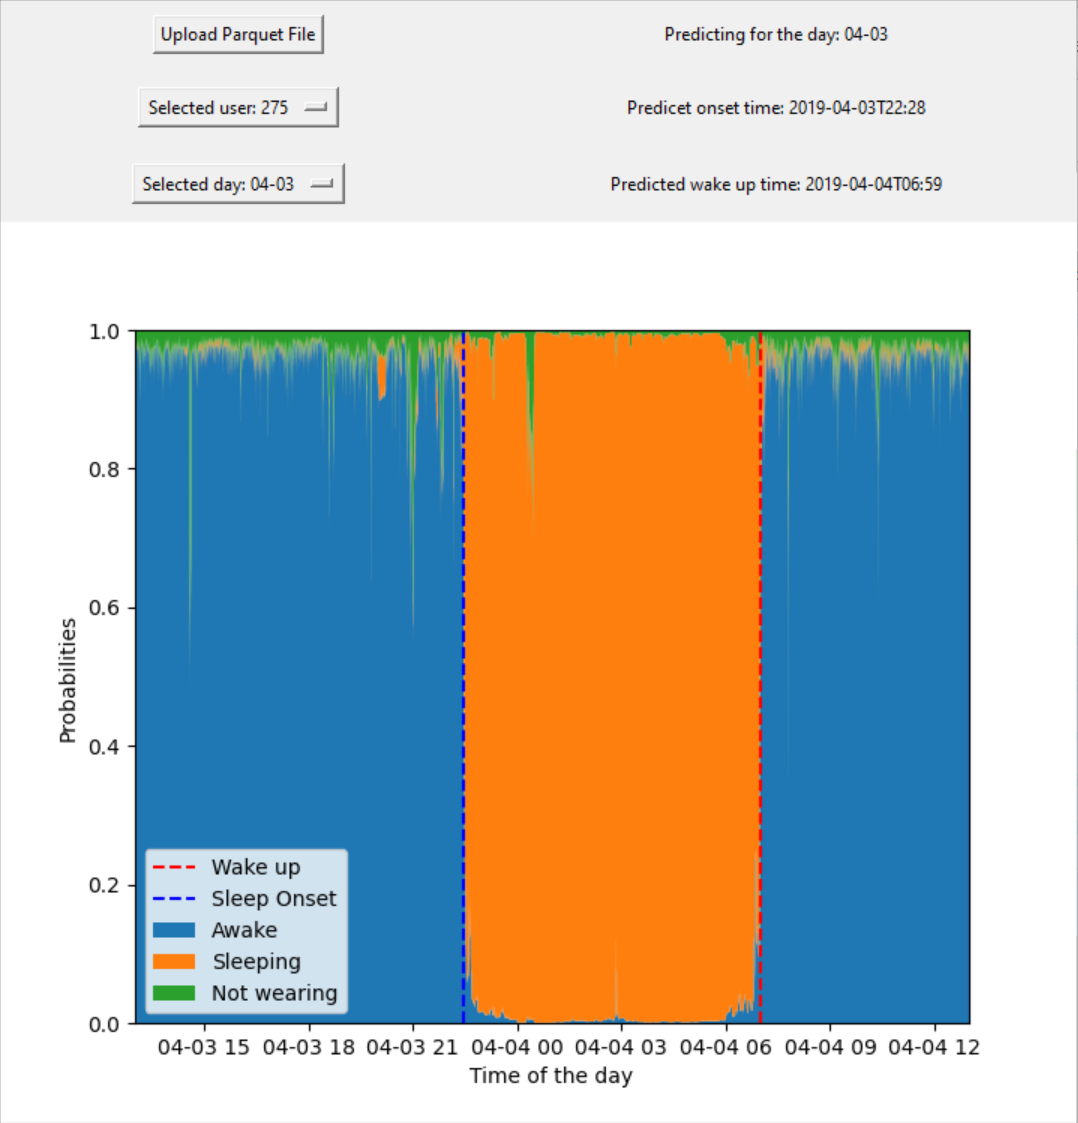 Upload Parquet File
Predicting for the day: 04-03
Selected user: 275
Predicet onset time: 2019-04-03T22:28
Selected day: 04-03
Predicted wake up time: 2019-04-04T06:59
1.0
0.8
0.6
0.4
0.2
0.0
Probabilities
Wake up
Sleep Onset
Awake
Sleeping
Not wearing
04-03 15 04-03 18 04-03 21 04-04 00 04-04 03 04-04 06 04-04 09 04-04 12
Time of the day